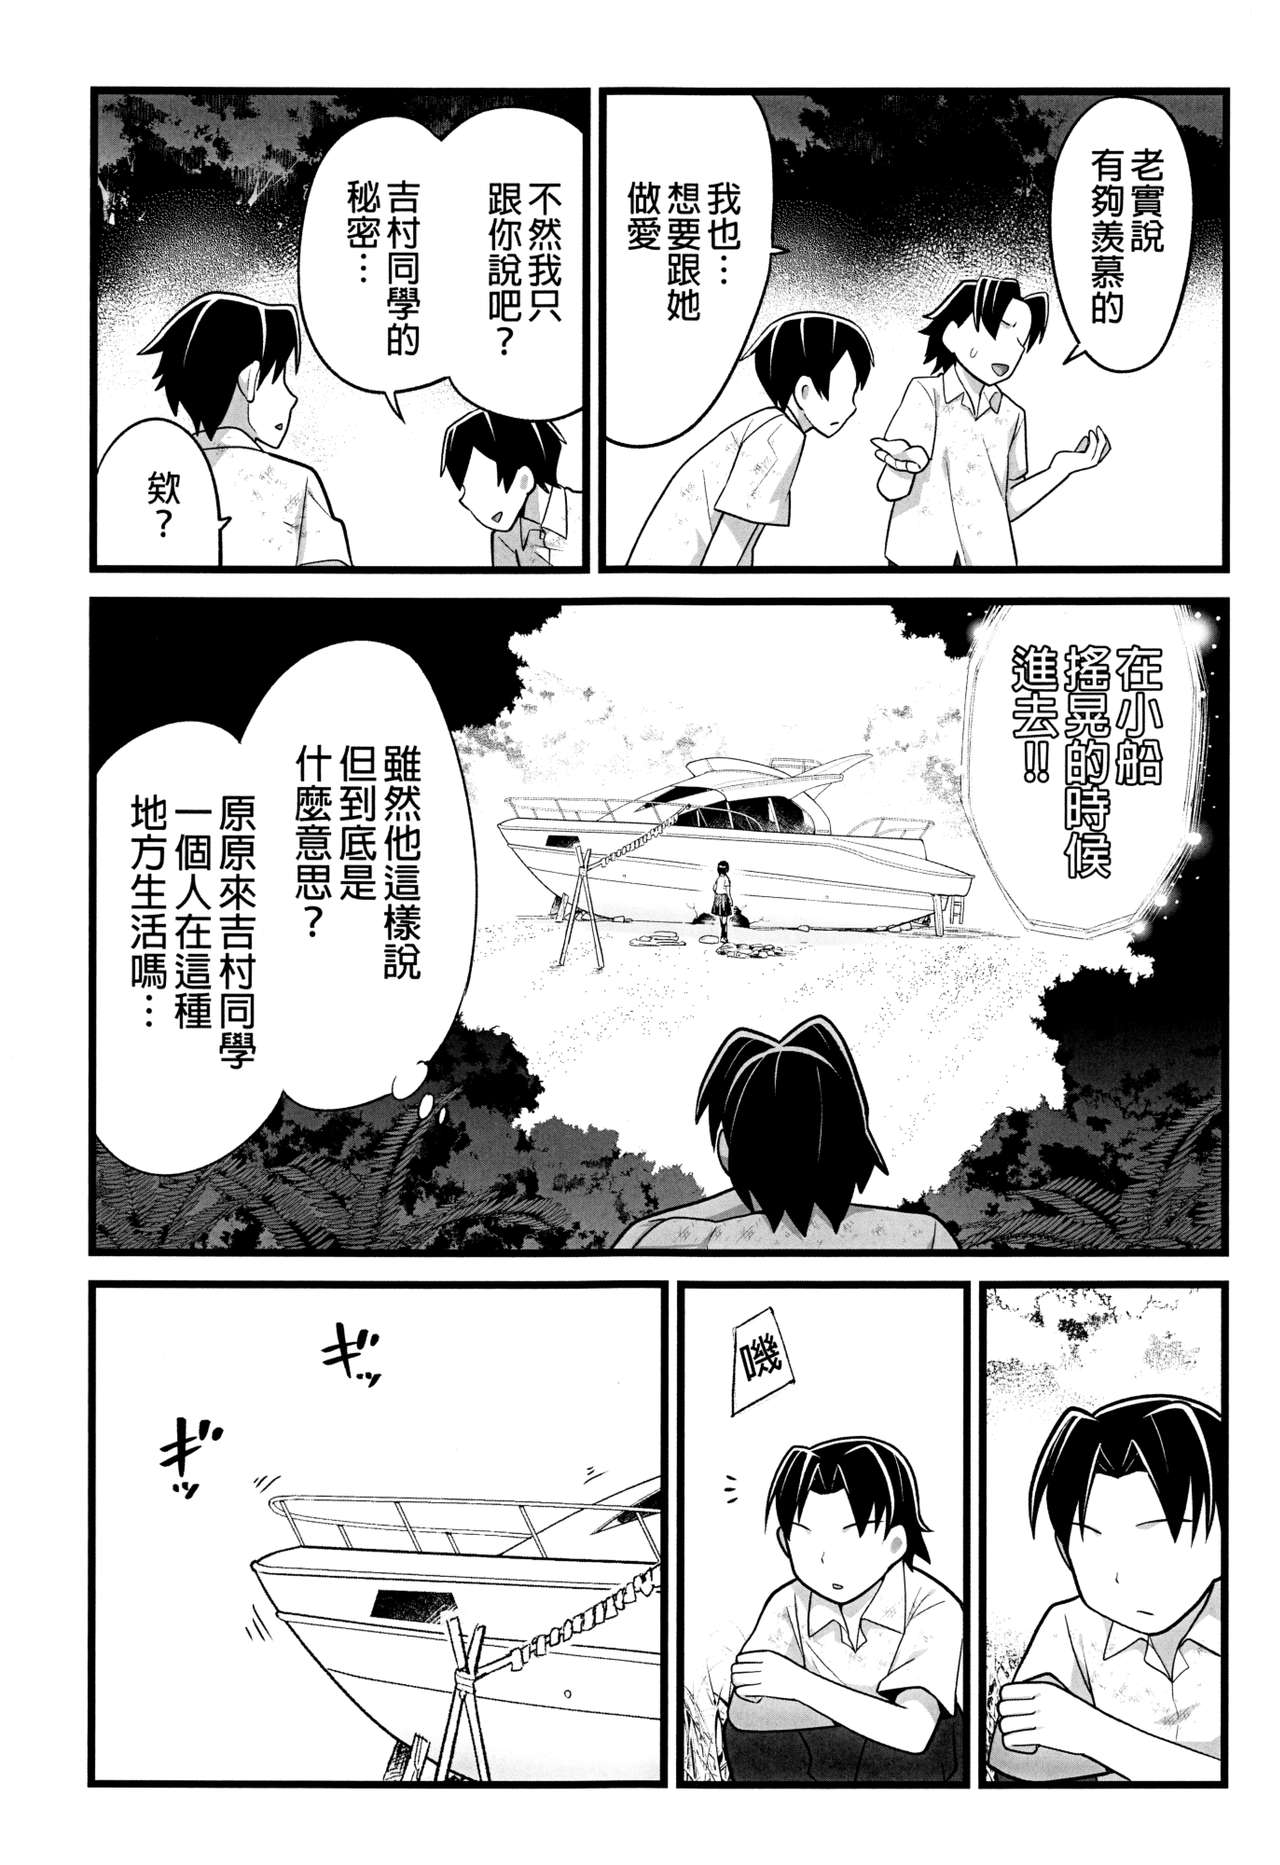 老實說
有夠羨慕的
我也…
想要跟她
做愛
不然我只
跟你說吧？
吉村同學的
秘密…
欸？
在小船
搖晃的時候
進去!!
雖然他這樣說
但到底是
什麼意思？
原原來吉村同學
一個人在這種
地方生活嗎…
嘰
ギッ
ギッ